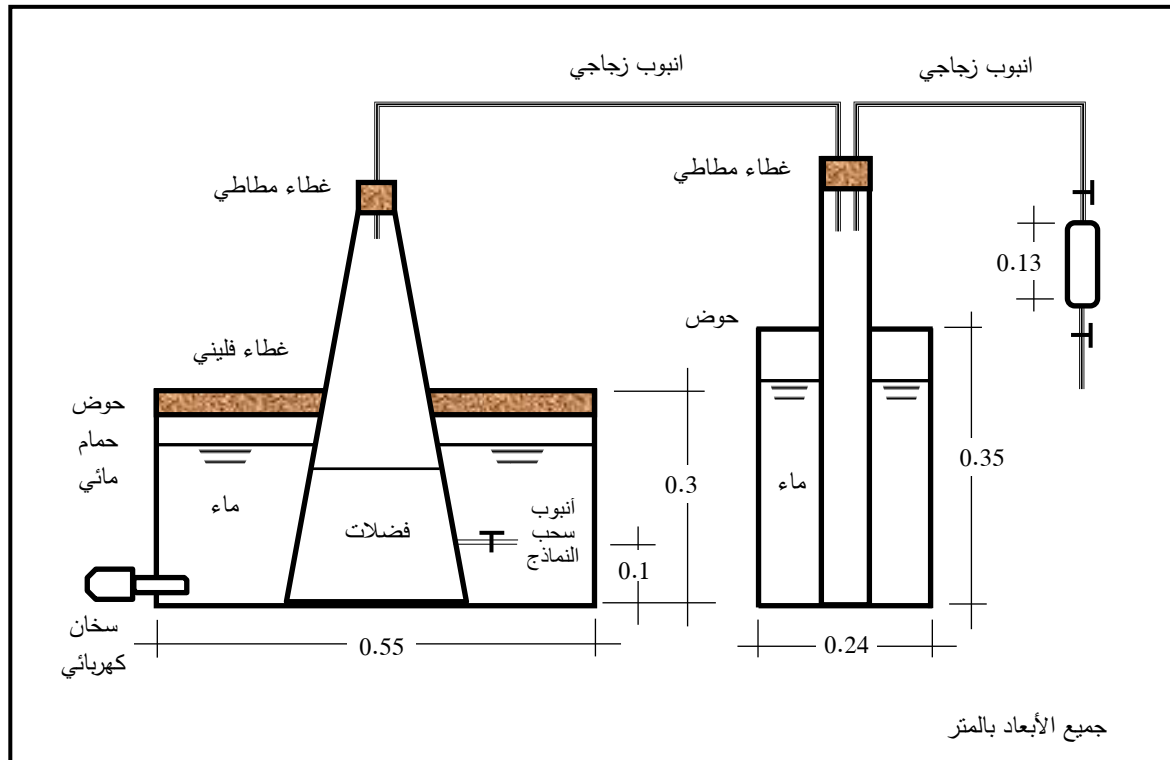 انبوب زجاجي
انبوب زجاجي
غطاء مطاطي
غطاء مطاطي
0.13
حوض
غطاء فليني
حوض
حمام
مائي
ماء
فضلات
أنبوب
سحب
النماذج
0.3
0.1
ماء
0.35
سخان
كهربائي
0.55
0.24
جميع الأبعاد بالمتر